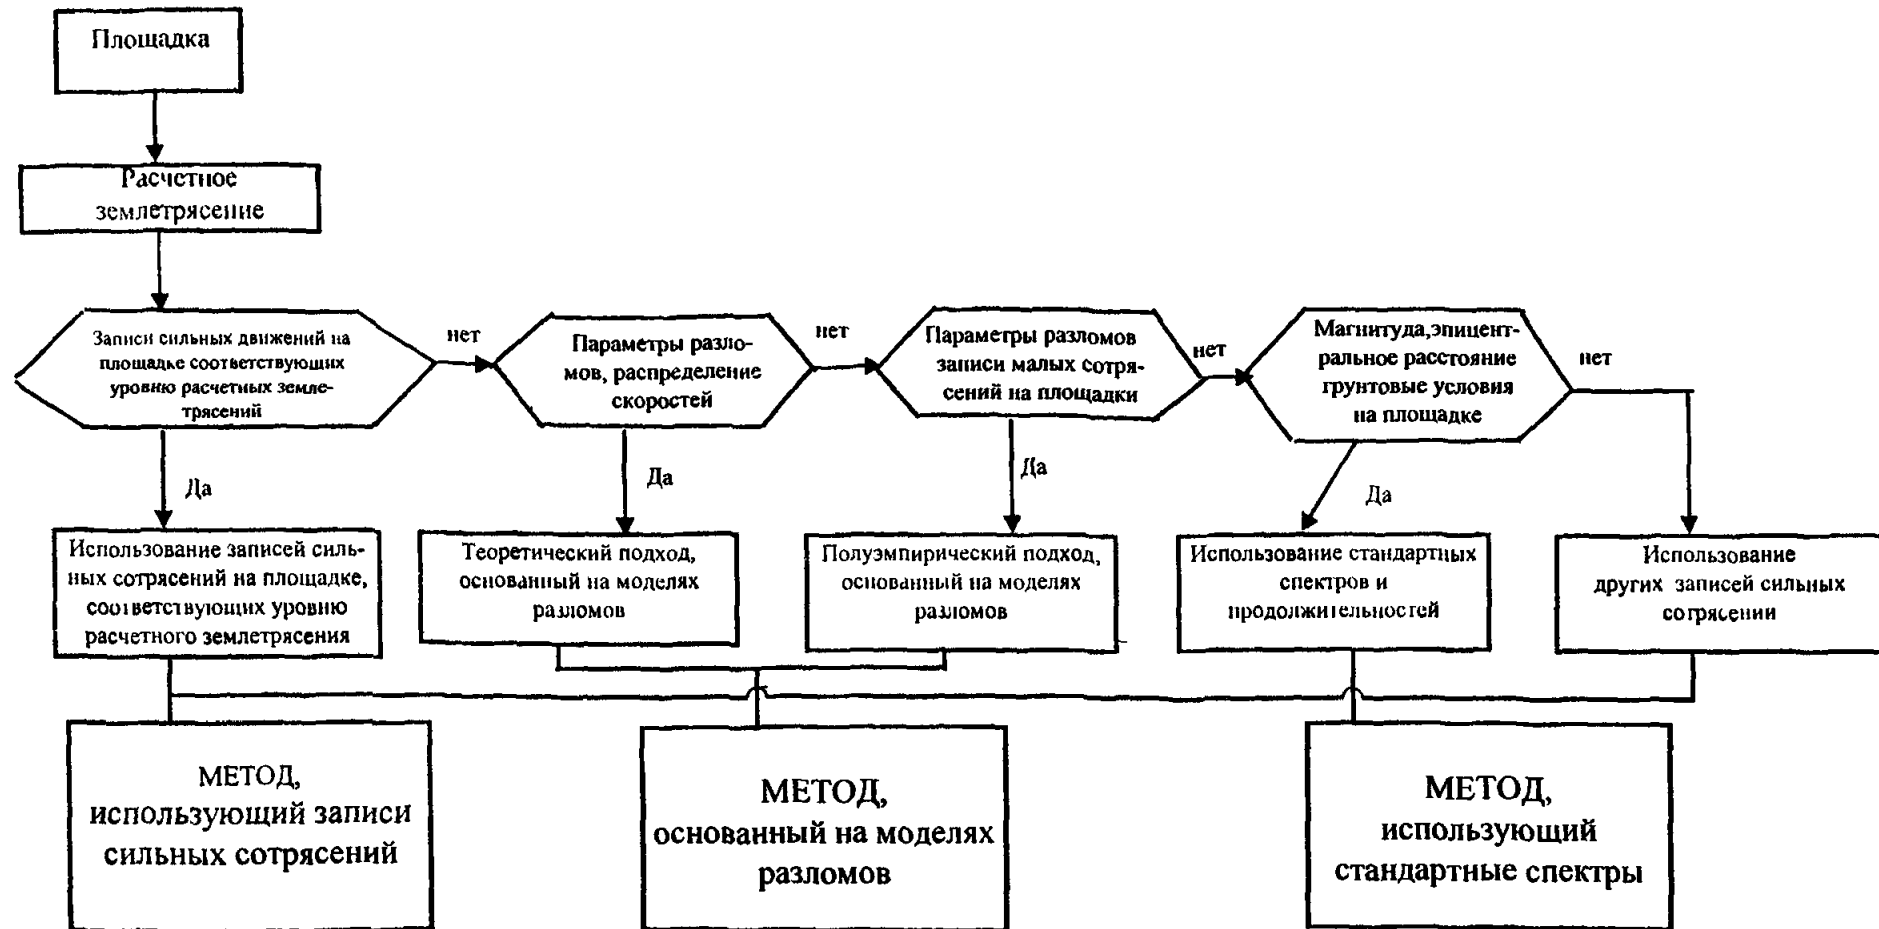 Площадка
Расчетное
землетрясение
Записи сильных движений на
площадке соответствующих
уровню расчетных земле-
трясений
нет
Параметры разло-
мов, распределение
скоростей
нет
Параметры разломов
записи малых сотря-
сений на площадки
нет
Магнитуда,эпицент-
ральное расстояние
грунтовые условия
на площадке
нет
Да
Да
Да
Да
Использование записей силь-
ных сотрясений на площадке,
соответствующих уровню
расчетного землетрясения
Теоретический подход,
основанный на моделях
разломов
Полуэмпирический подход,
основанный на моделях
разломов
Использование стандартных
спектров и
продолжительностей
Использование
других записей сильных
сотрясении
МЕТОД,
использующий записи
сильных сотрясений
МЕТОД,
основанный на моделях
разломов
МЕТОД,
использующий
стандартные спектры